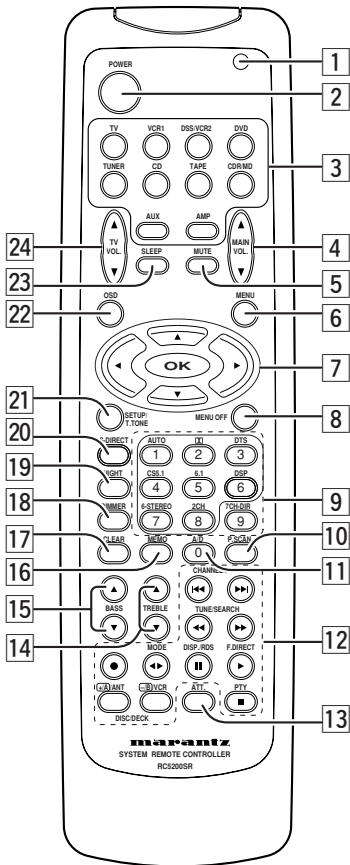 POWER
1
2
TV VCR1 DSS/VCR2 DVD
TUNER CD TAPE CDR/MD
3
AUX AMP
24
TV VOL.
MAIN VOL.
4
SLEEP MUTE
23
5
OSD MENU
22
6
OK
7
21
SETUP/
T.TONE
MENU OFF
8
20
S-DIRECT
AUTO DTS
1 2 3
19
NIGHT
CS5.1 6.1 DSP
4 5 6
9
18
DIMMER
6-STEREO 2CH 7CH-DIR
7 8 9
17
CLEAR MEMO A/D P.SCAN
0
10
16
11
CHANNEL
15
BASS TREBLE
TUNE/SEARCH
12
14
MODE DISP./RDS F.DIRECT
(+/A)ANT (–/B)VCR ATT. PTY
DISC/DECK
13
marantz
SYSTEM REMOTE CONTROLLER
RC5200SR